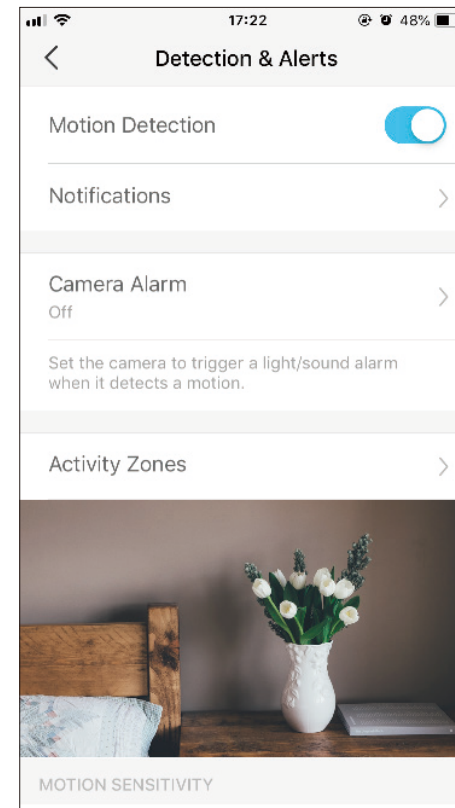 17:22
48%
Detection & Alerts
Motion Detection
Notifications
Camera Alarm
Off
Set the camera to trigger a light/sound alarm
when it detects a motion.
Activity Zones
MOTION SENSITIVITY